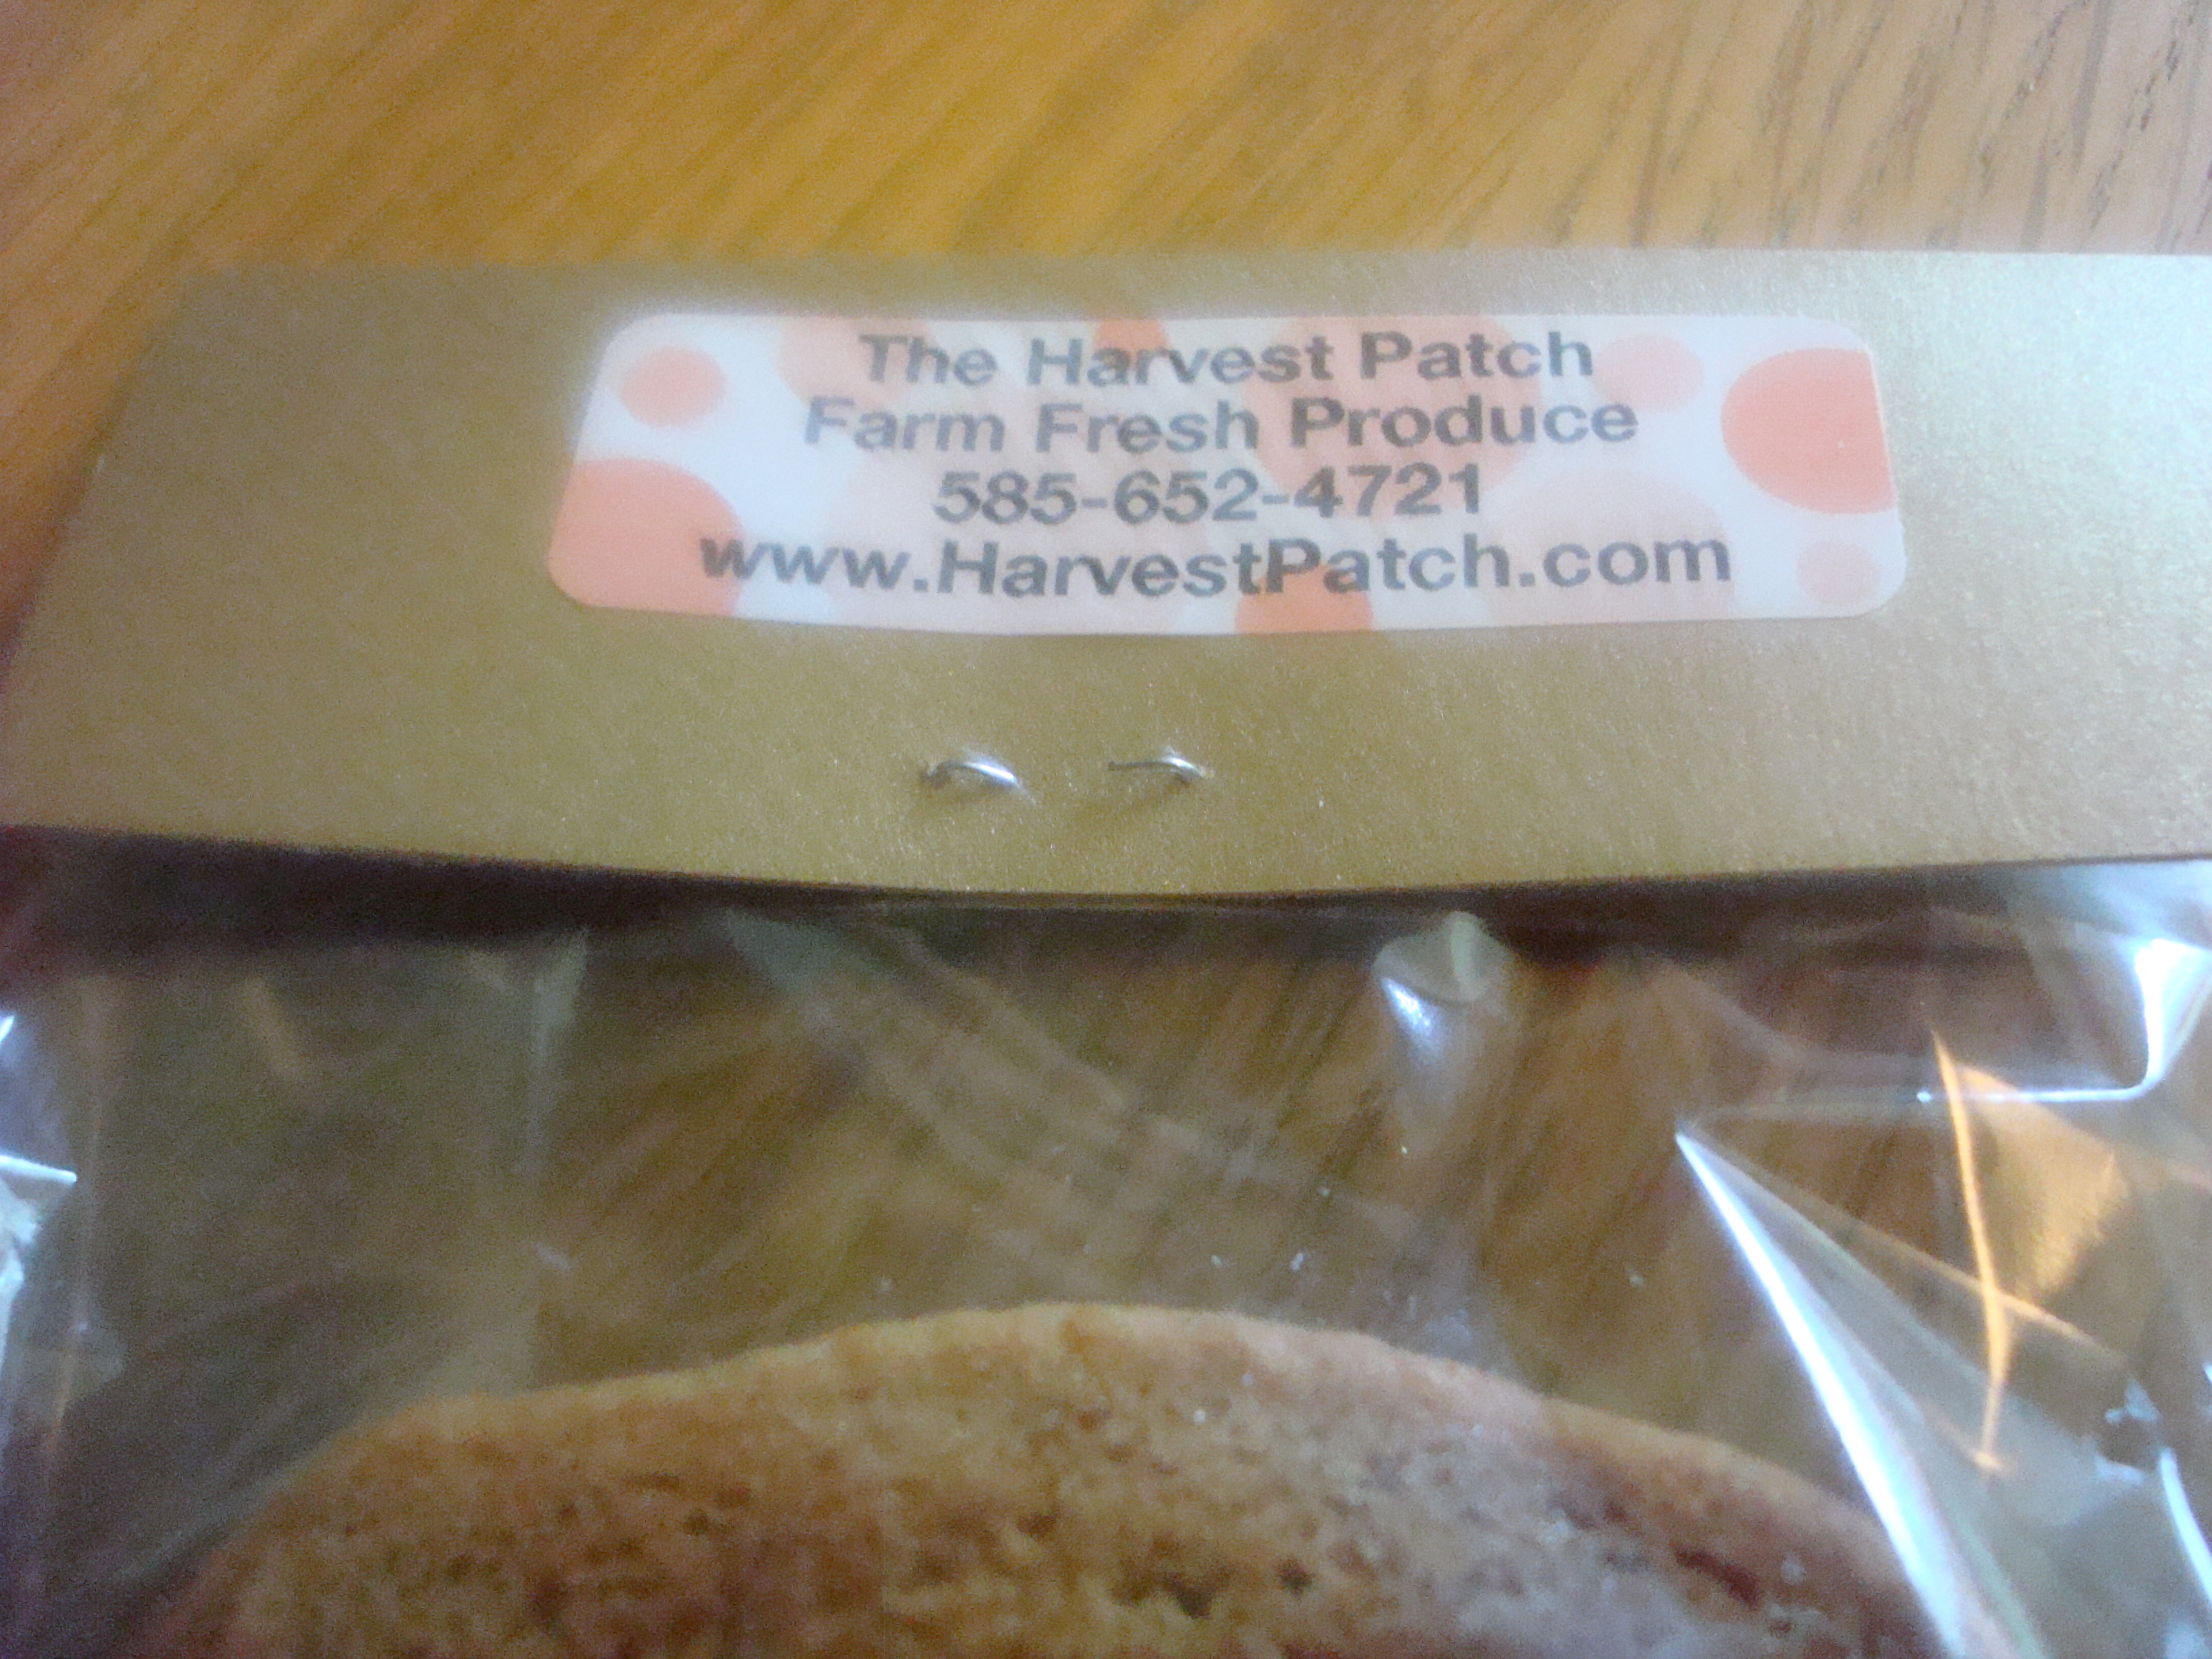 The Harvest Patch
Farm Fresh Produce
585-652-4721
www.HarvestPatch.com